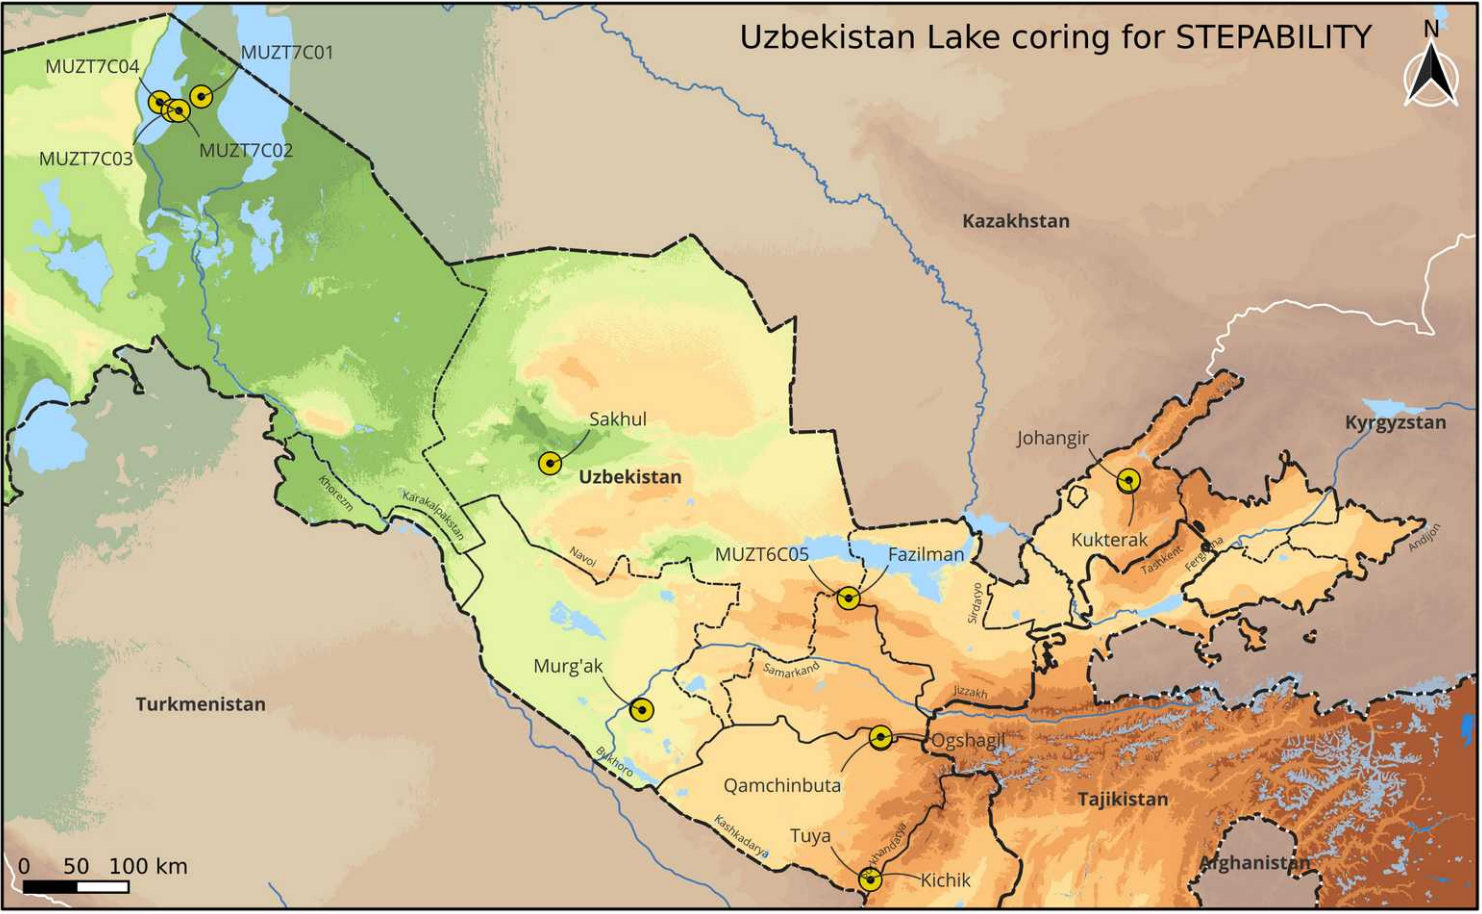 Uzbekistan Lake coring for STEPABILITY
N
MUZT7C01
MUZT7C04
MUZT7C02
MUZT7C03
Kazakhstan
Sakhul
Kyrgyzstan
Johangir
Uzbekistan
Khorezm
Karakalpakstan
Kukterak
Andijon
MUZT6C05
Fazilman
Navoi
Tashkent
Ferghona
Sirdaryo
Murg'ak
Samarkand
Jizzakh
Turkmenistan
Ogshagil
Bukhoro
Qamchinbuta
Tajikistan
Tuya
Kashkadarya
Surkhandarya
Afghanistan
Kichik
0 50 100 km